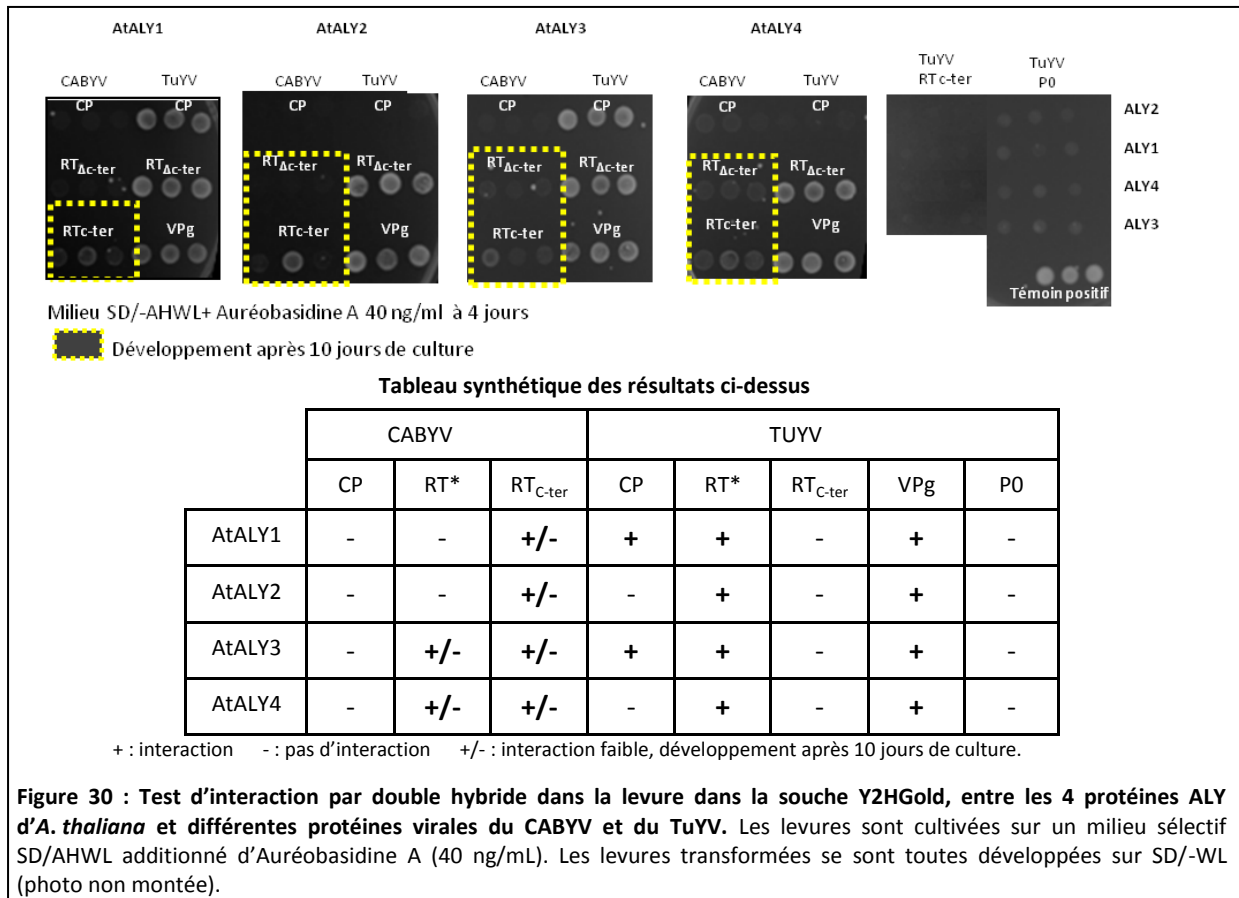 AtALY1 AtALY2 AtALY3 AtALY4
CABYV TuYV CABYV TuYV CABYV TuYV CABYV TuYV TuYV RTc-ter TuYV P0
CP CP CP CP CP CP CP CP ALY2
RTΔc-ter RTΔc-ter RTΔc-ter RTΔc-ter RTΔc-ter RTΔc-ter RTΔc-ter RTΔc-ter ALY1
ALY4
RTc-ter VPg RTc-ter VPg RTc-ter VPg RTc-ter VPg ALY3
Témoin positif
Milieu SD/-AHWL+ Auréobasidine A 40 ng/ml à 4 jours
Développement après 10 jours de culture
Tableau synthétique des résultats ci-dessus
CABYV TUYV
CP RT* RTC-ter CP RT* RTC-ter VPg P0
AtALY1 - - +/- + + - + -
AtALY2 - - +/- - + - + -
AtALY3 - +/- +/- + + - + -
AtALY4 - +/- +/- - + - + -
+ : interaction - : pas d’interaction +/- : interaction faible, développement après 10 jours de culture.
Figure 30 : Test d’interaction par double hybride dans la levure dans la souche Y2HGold, entre les 4 protéines ALY
d’A. thaliana et différentes protéines virales du CABYV et du TuYV. Les levures sont cultivées sur un milieu sélectif
SD/AHWL additionné d’Auréobasidine A (40 ng/mL). Les levures transformées se sont toutes développées sur SD/-WL
(photo non montée).